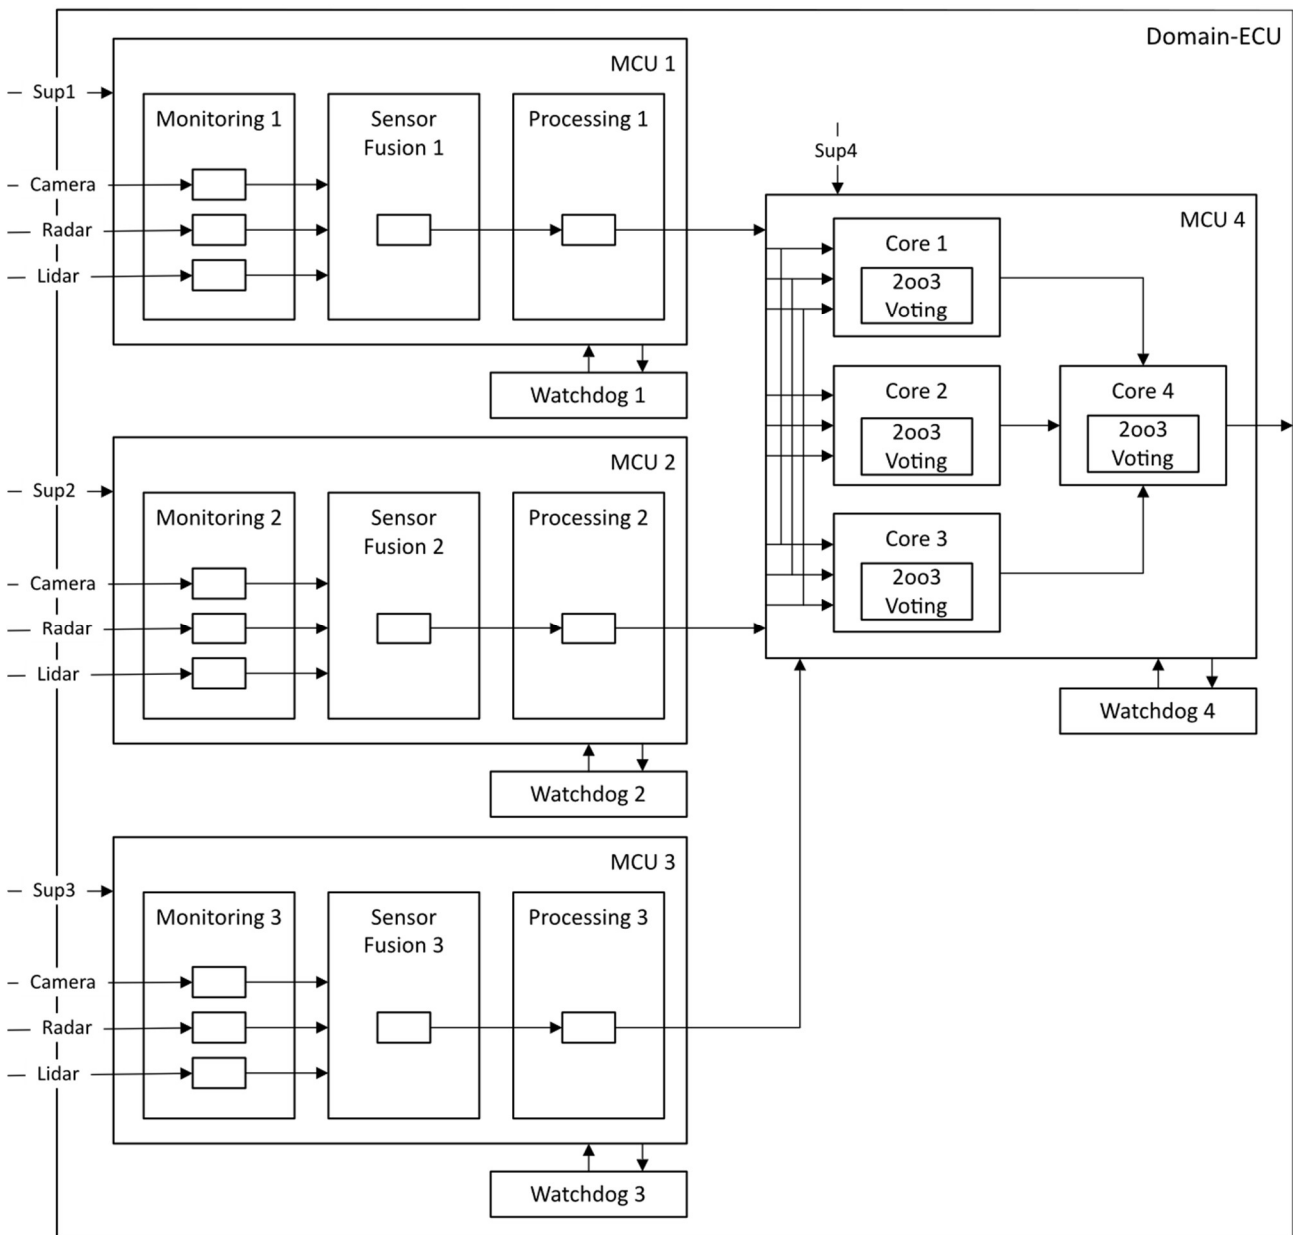 Domain-ECU
MCU 1
Sup1
Monitoring 1
Sensor
Fusion 1
Processing 1
Camera
Radar
Lidar
Watchdog 1
MCU 2
Sup2
Monitoring 2
Sensor
Fusion 2
Processing 2
Camera
Radar
Lidar
Watchdog 2
MCU 3
Sup3
Monitoring 3
Sensor
Fusion 3
Processing 3
Camera
Radar
Lidar
Watchdog 3
Sup4
MCU 4
Core 1
2oo3
Voting
Core 2
2oo3
Voting
Core 3
2oo3
Voting
Core 4
2oo3
Voting
Watchdog 4